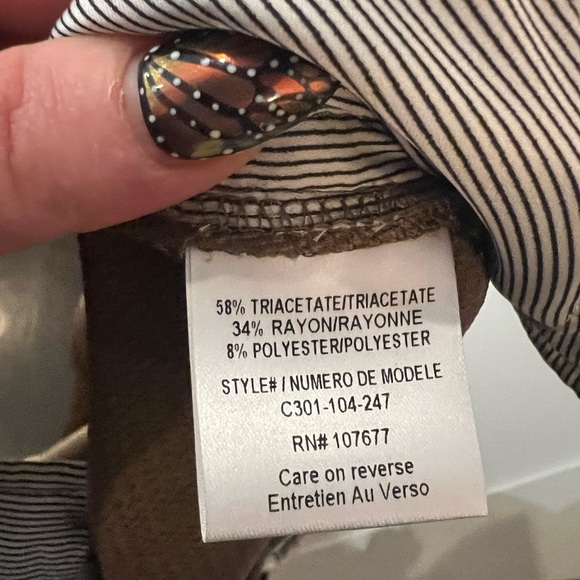 58% TRIACETATE/TRIACETATE
34% RAYON/RAYONNE
8% POLYESTER/POLYESTER
STYLE# / NUMERO DE MODELE
C301-104-247
RN# 107677
Care on reverse
Entretien Au Verso